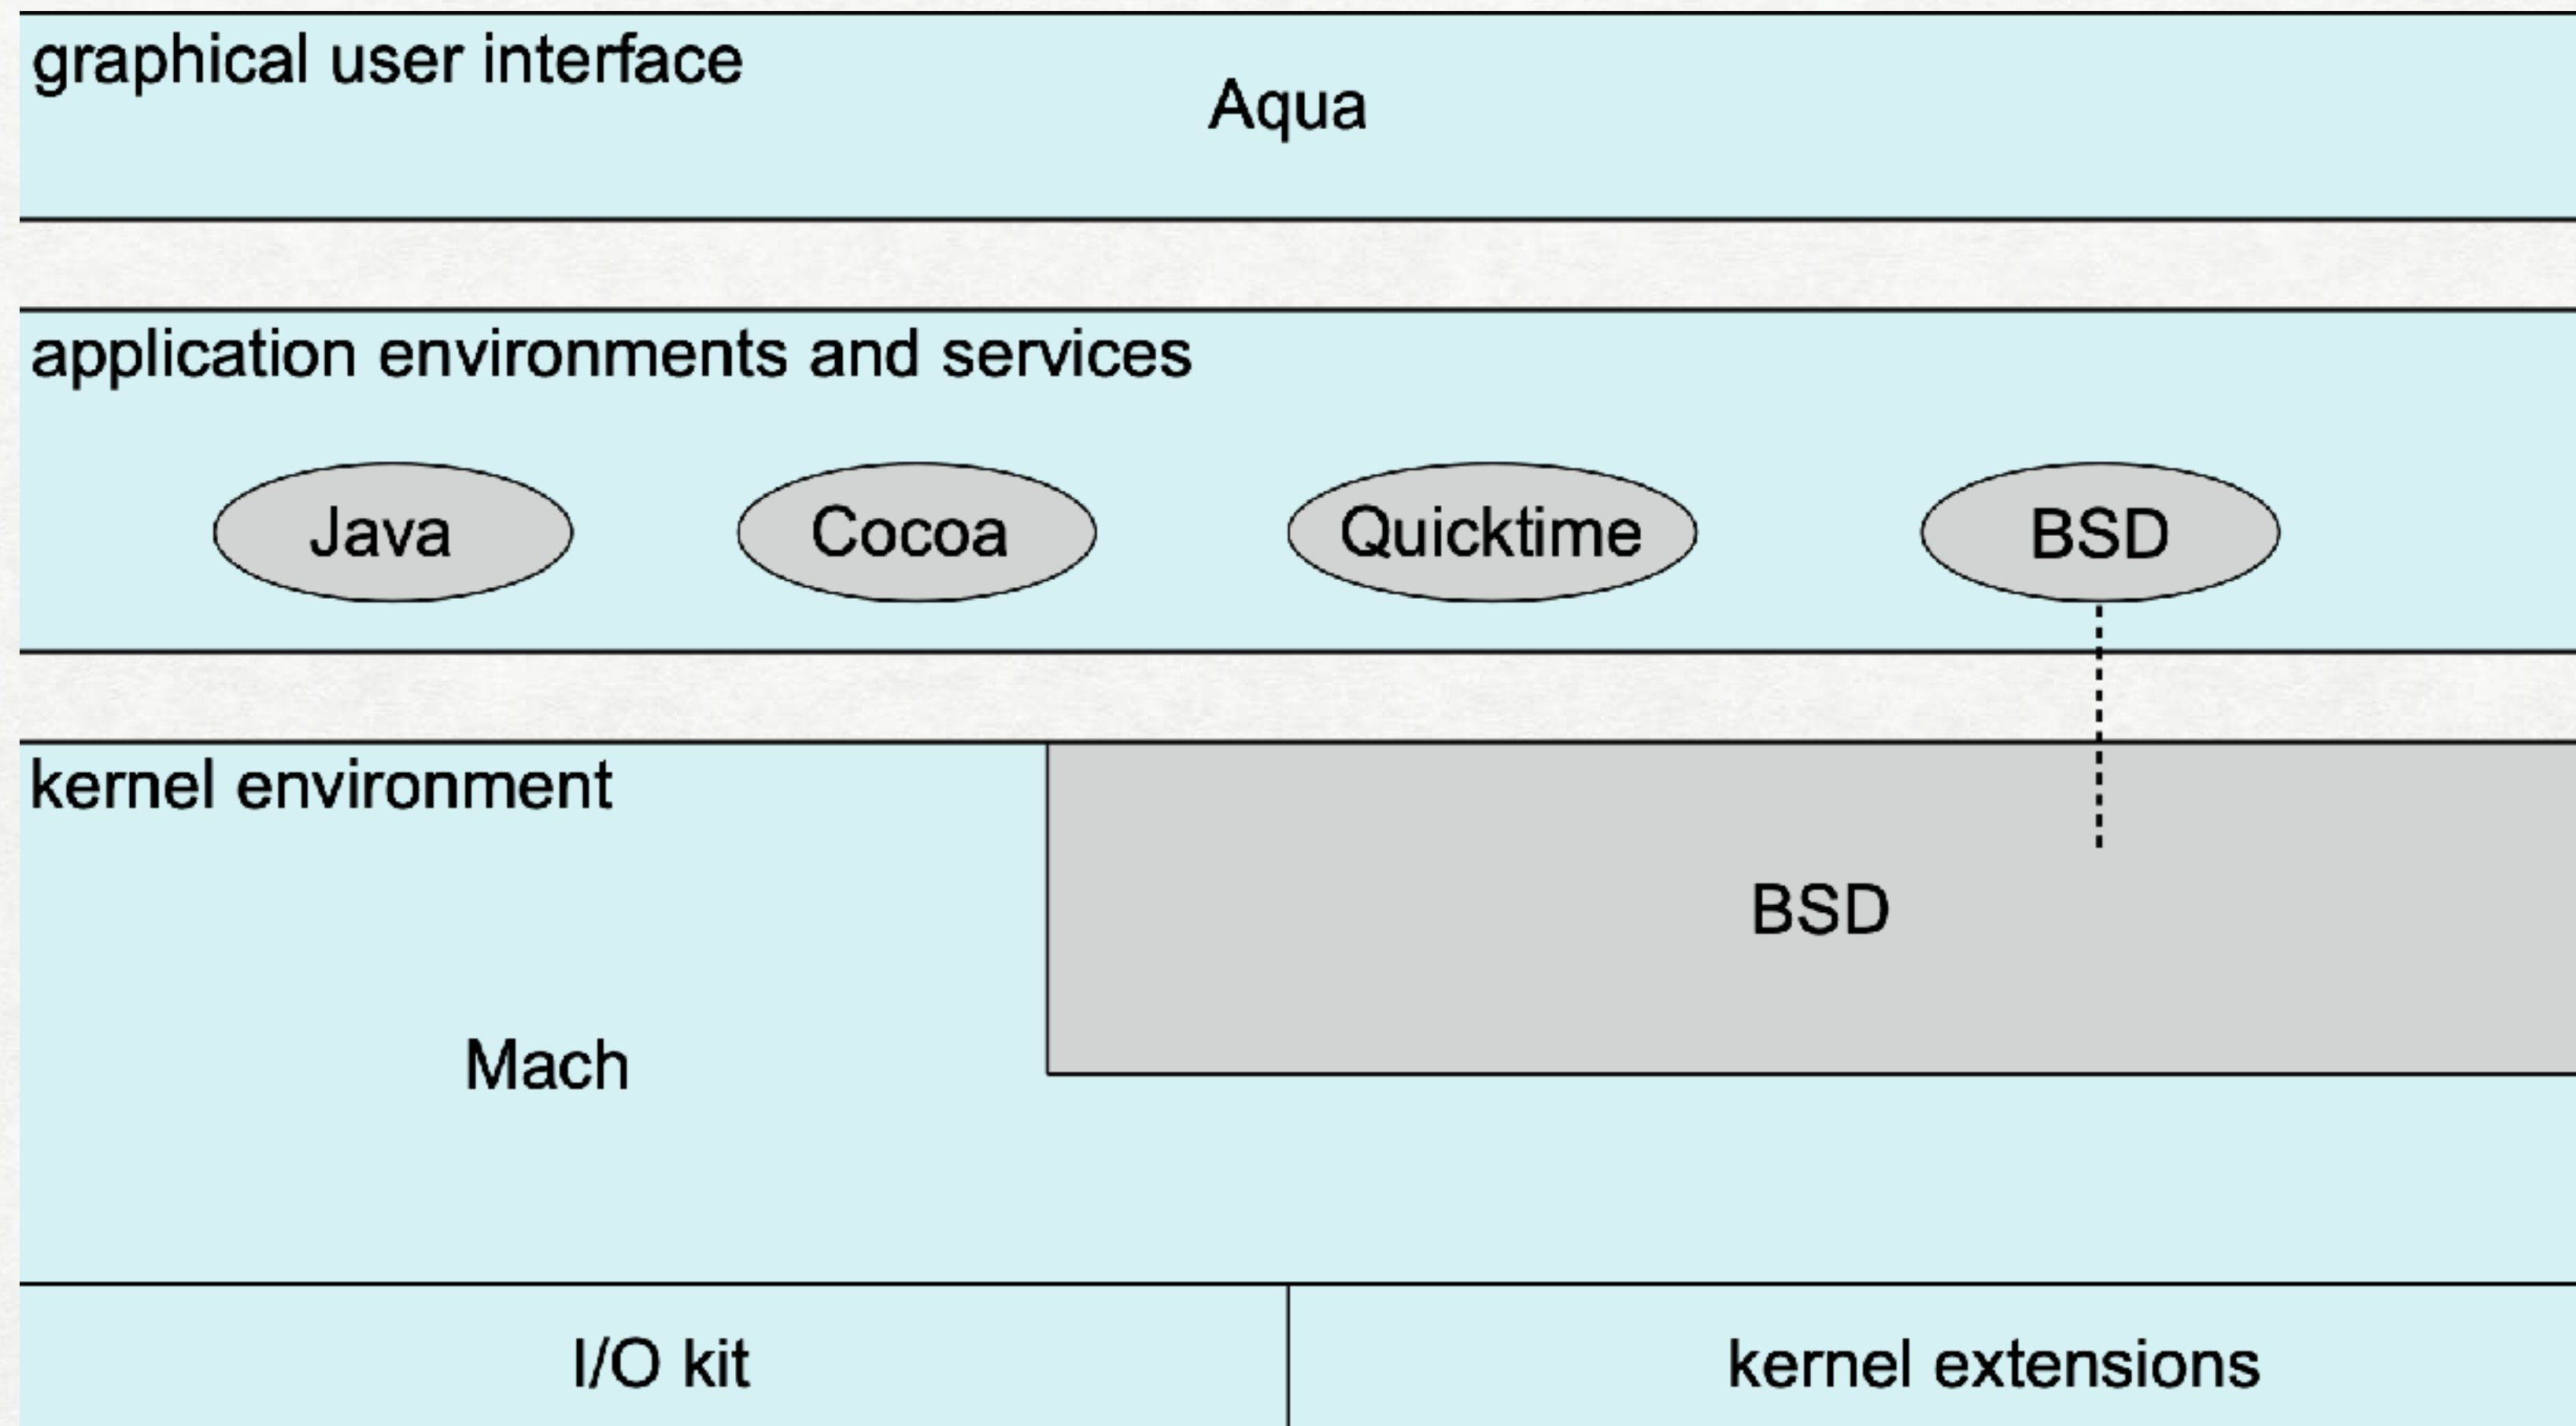 graphical user interface
Aqua
application environments and services
Java
Cocoa
Quicktime
BSD
kernel environment
BSD
Mach
I/O kit
kernel extensions